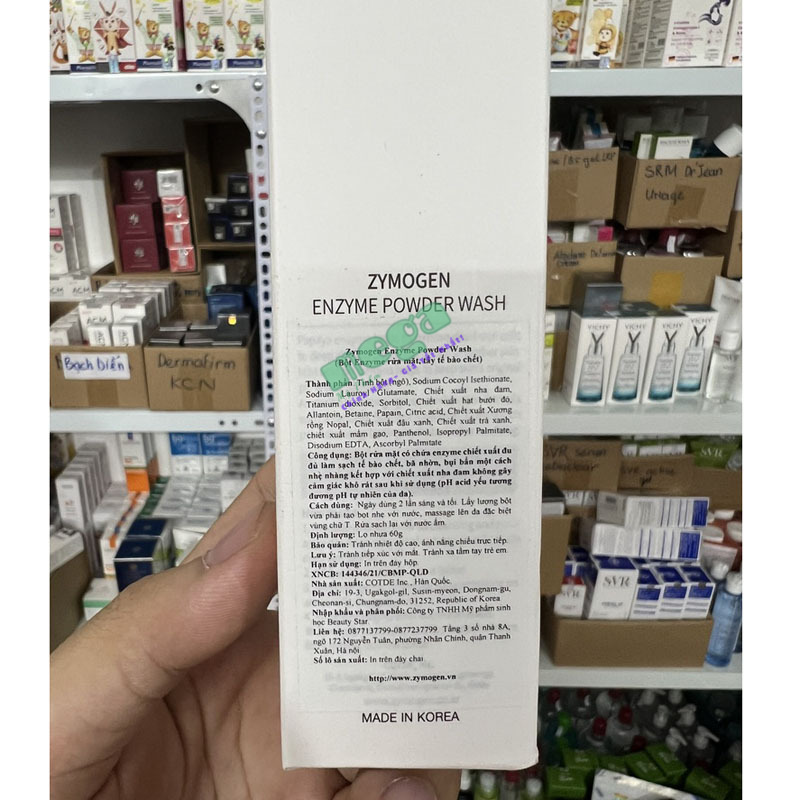 ZYMOGEN
ENZYME POWDER WASH
mega
Zymogen Enzyme Powder Wash
(Bột Enzyme rửa mặt, tẩy tế bào chết)
Thành phần: Tinh bột (ngô), Sodium Cocoyl Isethionate,
Sodium Lauroyl Glutamate, Chiết xuất nha đam,
Titanium dioxide, Sorbitol, Chiết xuất hạt bưởi đỏ,
Allantoin, Betaine, Papain, Citric acid, Chiết xuất Xương
rồng Nopal, Chiết xuất đậu xanh, Chiết xuất trà xanh,
chiết xuất mầm gạo, Panthenol, Isopropyl Palmitate,
Disodium EDTA, Ascorbyl Palmitate
Công dụng: Bột rửa mặt có chứa enzyme chiết xuất đu
đủ làm sạch tế bào chết, bã nhờn, bụi bẩn một cách
nhẹ nhàng kết hợp với chiết xuất nha đam không gây
cảm giác khô rát sau khi sử dụng (pH acid yếu tương
đương pH tự nhiên của da).
Cách dùng: Ngày dùng 2 lần sáng và tối. Lấy lượng bột
vừa phải tạo bọt nhẹ với nước, massage lên da đặc biệt
vùng chữ T. Rửa sạch lại với nước ấm.
Định lượng: Lọ nhựa 60g
Bảo quản: Tránh nhiệt độ cao, ánh nắng chiếu trực tiếp.
Lưu ý: Tránh tiếp xúc với mắt. Tránh xa tầm tay trẻ em.
Hạn sử dụng: In trên đáy hộp.
XNCB: 144346/21/CBMP-QLD
Nhà sản xuất: COTDE Inc., Hàn Quốc.
Địa chỉ: 19-3, Ugakgol-gil, Susin-myeon, Dongnam-gu,
Cheonan-si, Chungnam-do, 31252, Republic of Korea
Nhập khẩu và phân phối: Công ty TNHH Mỹ phẩm sinh
học Beauty Star
Liên hệ: 0877137799-0877237799 Tầng 3 số nhà 8A,
ngõ 172 Nguyễn Tuân, phường Nhân Chính, quận Thanh
Xuân, Hà nội
Số lô sản xuất: In trên đáy chai.
http://www.zymogen.vn
MADE IN KOREA
Bạch Diến
Dermafirm
KCN
SRM Dr Jean
Uriage
VICHY
VICHY
VICHY
SVR serum
SVR
ACM